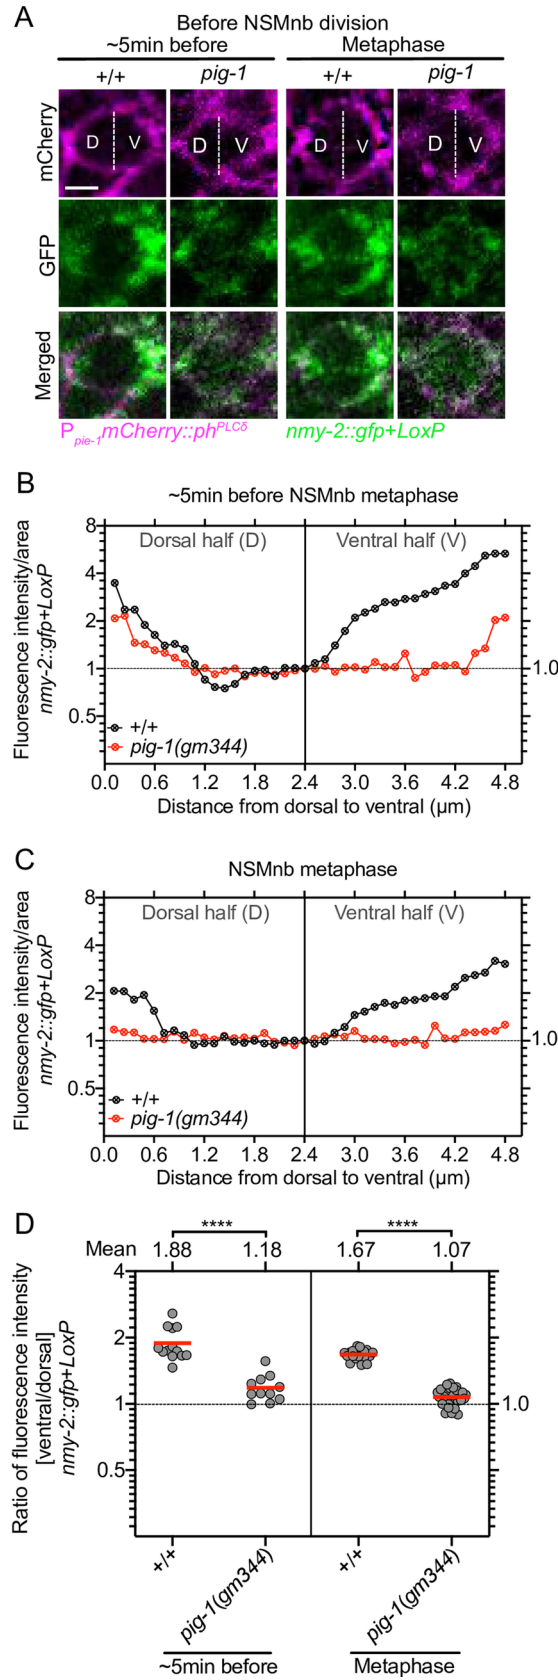 A
Before NSMnb division
~5min before
Metaphase
+/+
pig-1
+/+
pig-1
mCherry
D V
D V
D V
D V
GFP
Merged
Ppie-1mCherry::phPLCδ
nmy-2::gfp+LoxP
B
~5min before NSMnb metaphase
Fluorescence intensity/area
nmy-2::gfp+LoxP
8
4
2
1
0.5
Dorsal half (D)
Ventral half (V)
1.0
+/+
pig-1(gm344)
0.0 0.6 1.2 1.8 2.4 3.0 3.6 4.2 4.8
Distance from dorsal to ventral (µm)
C
NSMnb metaphase
Fluorescence intensity/area
nmy-2::gfp+LoxP
8
4
2
1
0.5
Dorsal half (D)
Ventral half (V)
1.0
+/+
pig-1(gm344)
0.0 0.6 1.2 1.8 2.4 3.0 3.6 4.2 4.8
Distance from dorsal to ventral (µm)
D
****
****
Mean
1.88
1.18
1.67
1.07
Ratio of fluorescence intensity
[ventral/dorsal]
nmy-2::gfp+LoxP
4
2
1
0.5
1.0
+/+
pig-1(gm344)
+/+
pig-1(gm344)
~5min before
Metaphase